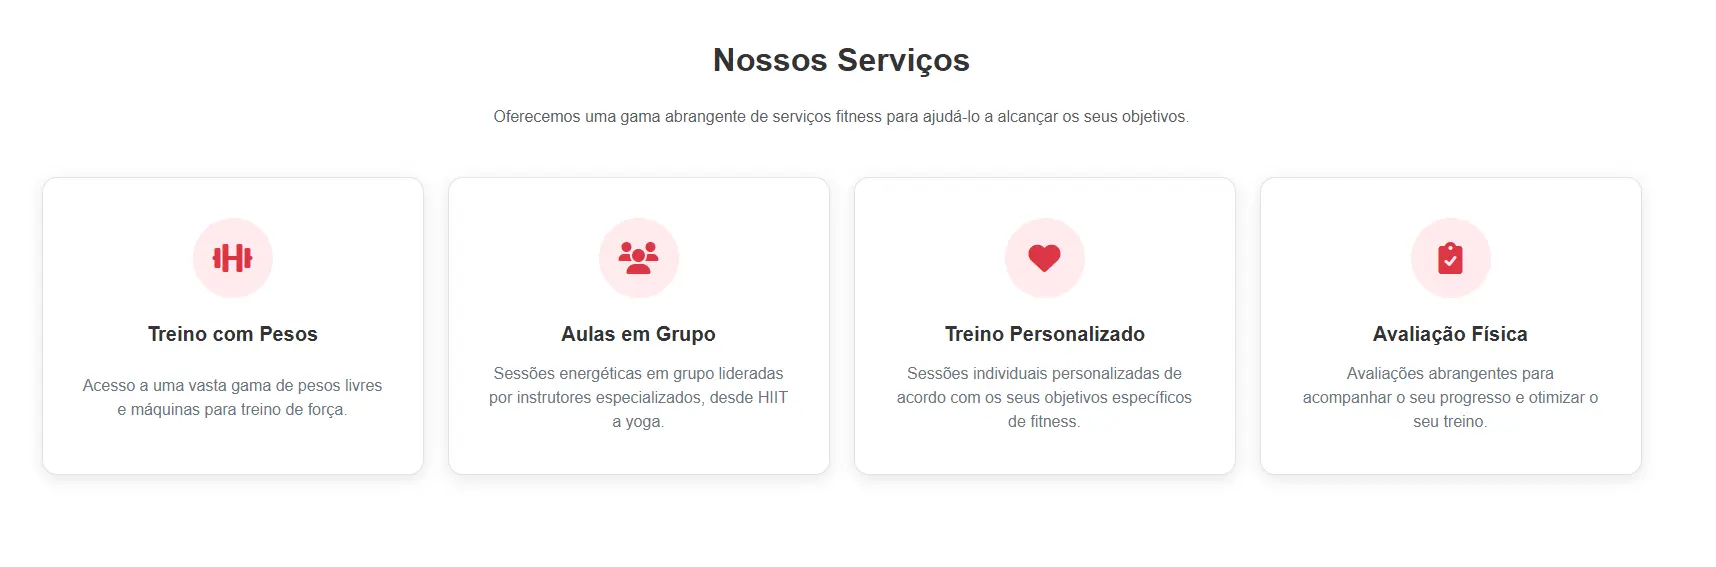 Nossos Serviços
Oferecemos uma gama abrangente de serviços fitness para ajudá-lo a alcançar os seus objetivos.
Treino com Pesos
Acesso a uma vasta gama de pesos livres
e máquinas para treino de força.
Aulas em Grupo
Sessões energéticas em grupo lideradas
por instrutores especializados, desde HIIT
a yoga.
Treino Personalizado
Sessões individuais personalizadas de
acordo com os seus objetivos específicos
de fitness.
Avaliação Física
Avaliações abrangentes para
acompanhar o seu progresso e otimizar o
seu treino.